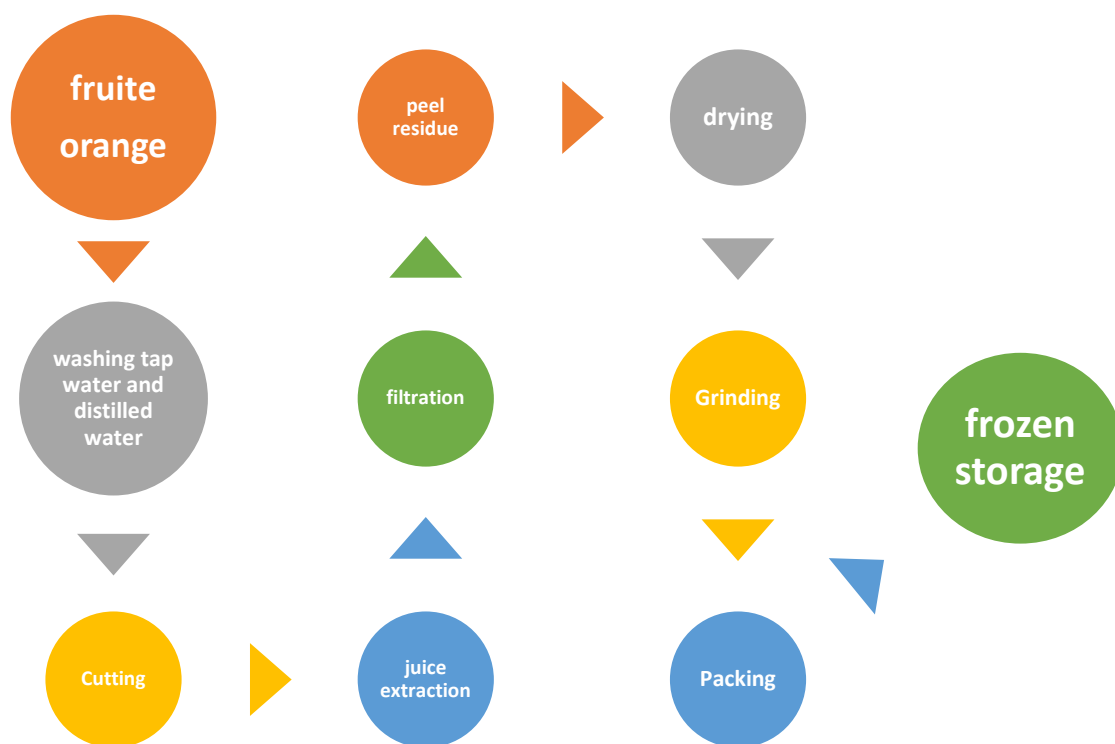 fruite
orange
washing tap
water and
distilled
water
Cutting
juice
extraction
filtration
peel
residue
drying
Grinding
Packing
frozen
storage